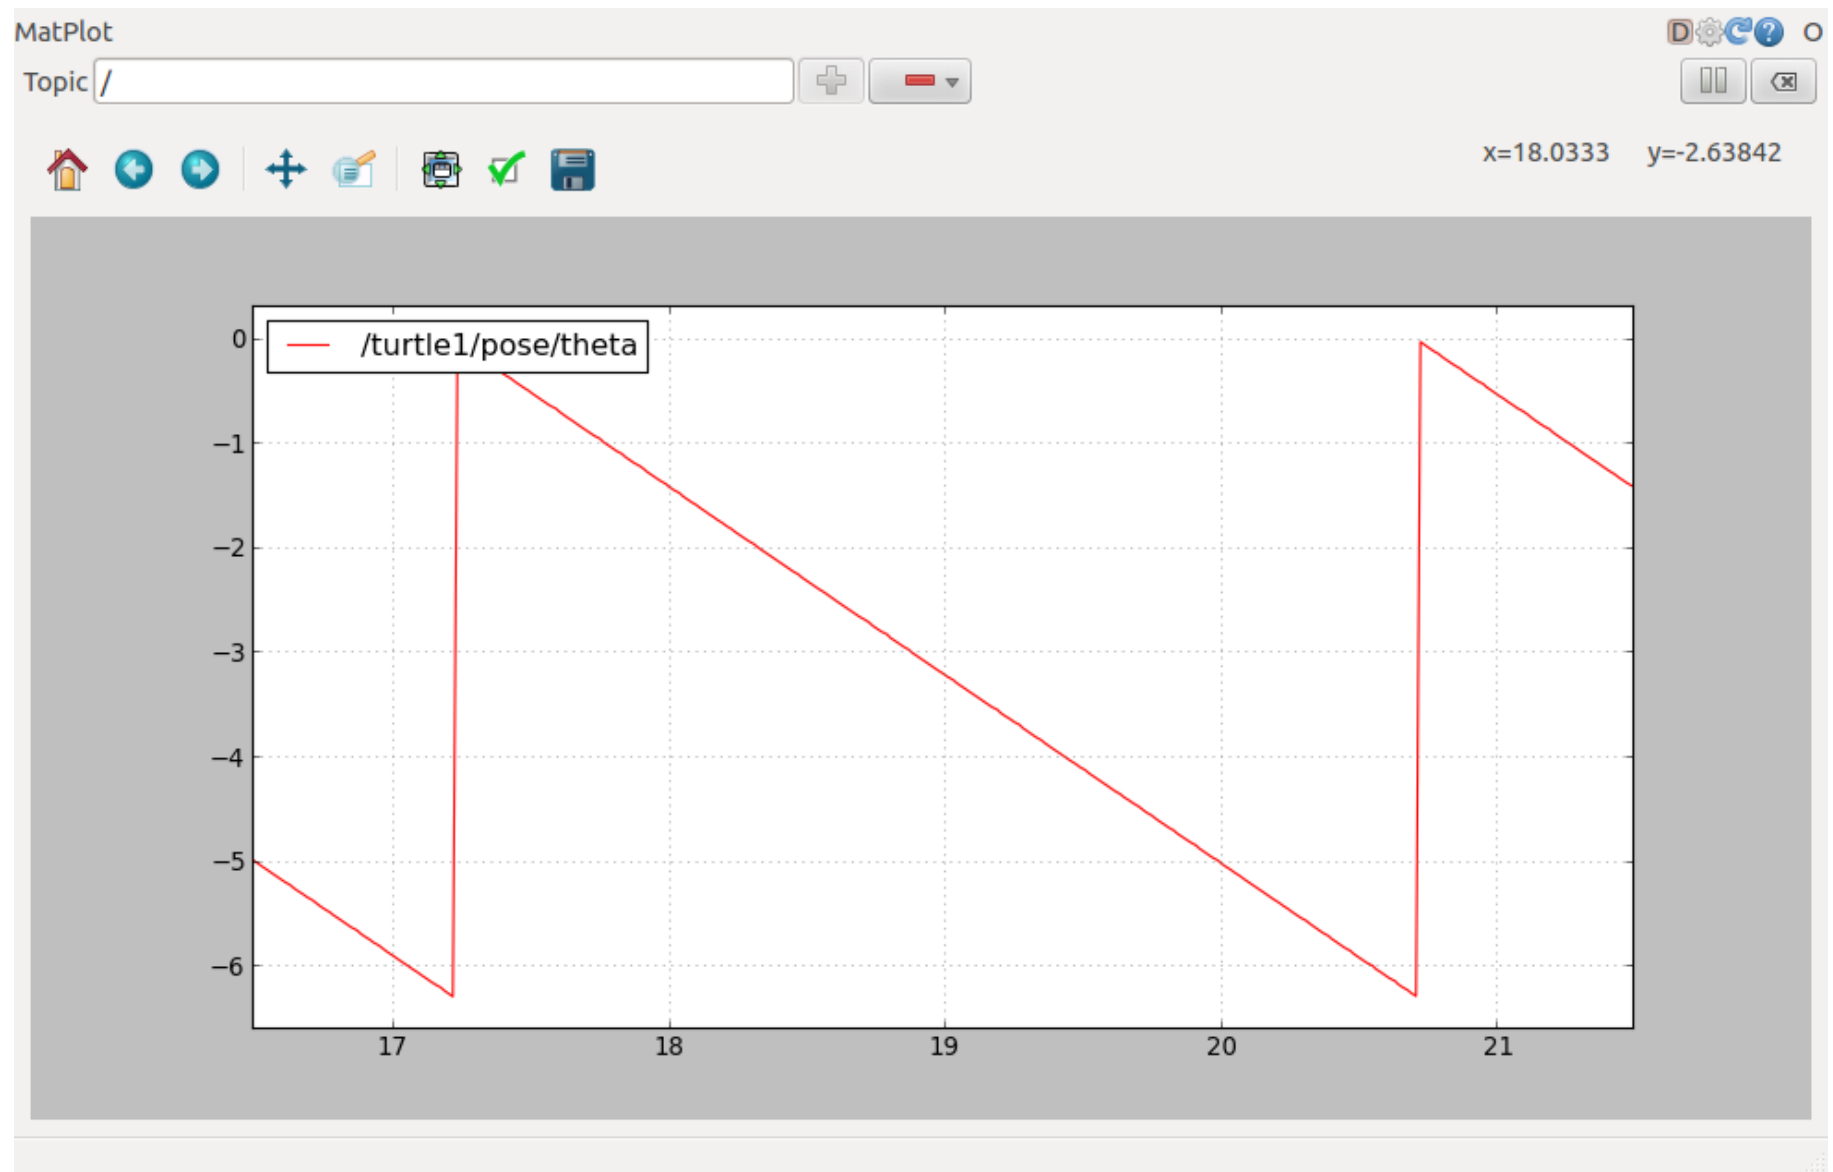 MatPlot D ? O
Topic /
x=18.0333 y=-2.63842
/turtle1/pose/theta
0
−1
−2
−3
−4
−5
−6
17 18 19 20 21